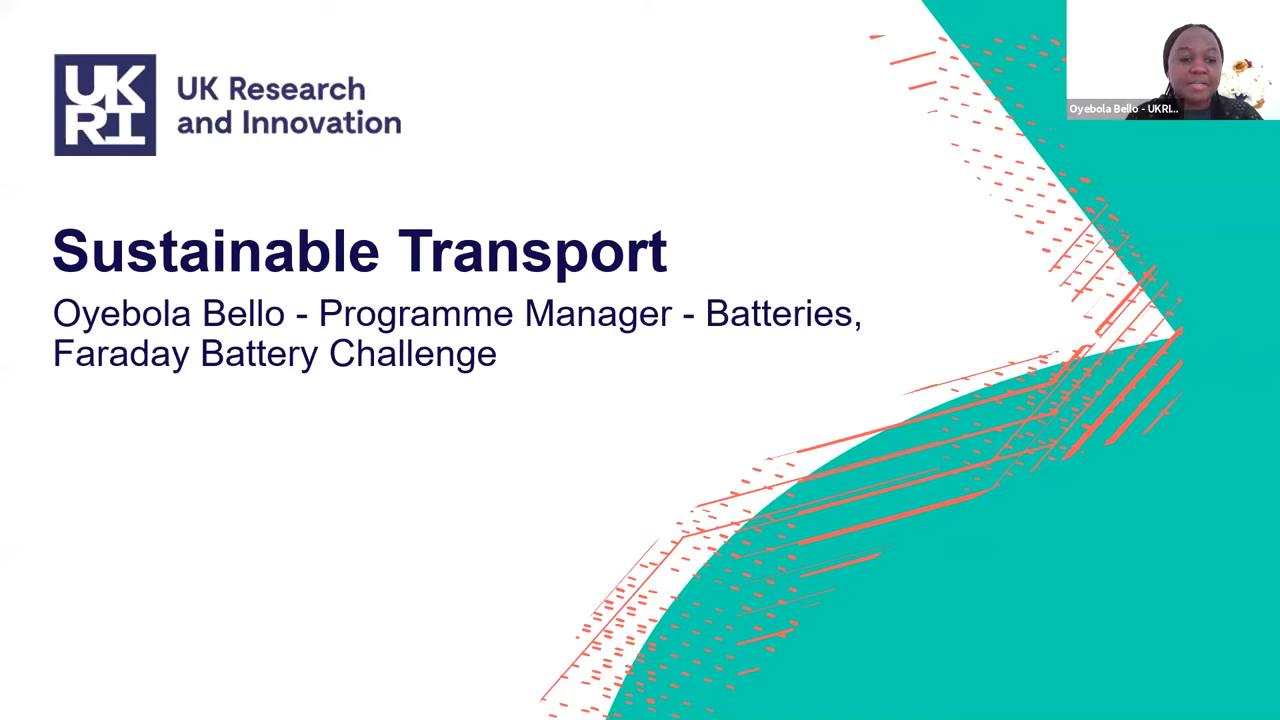 UK
RI
UK Research
and Innovation
Oyebola Bello - UKRI...
Sustainable Transport
Oyebola Bello - Programme Manager - Batteries,
Faraday Battery Challenge